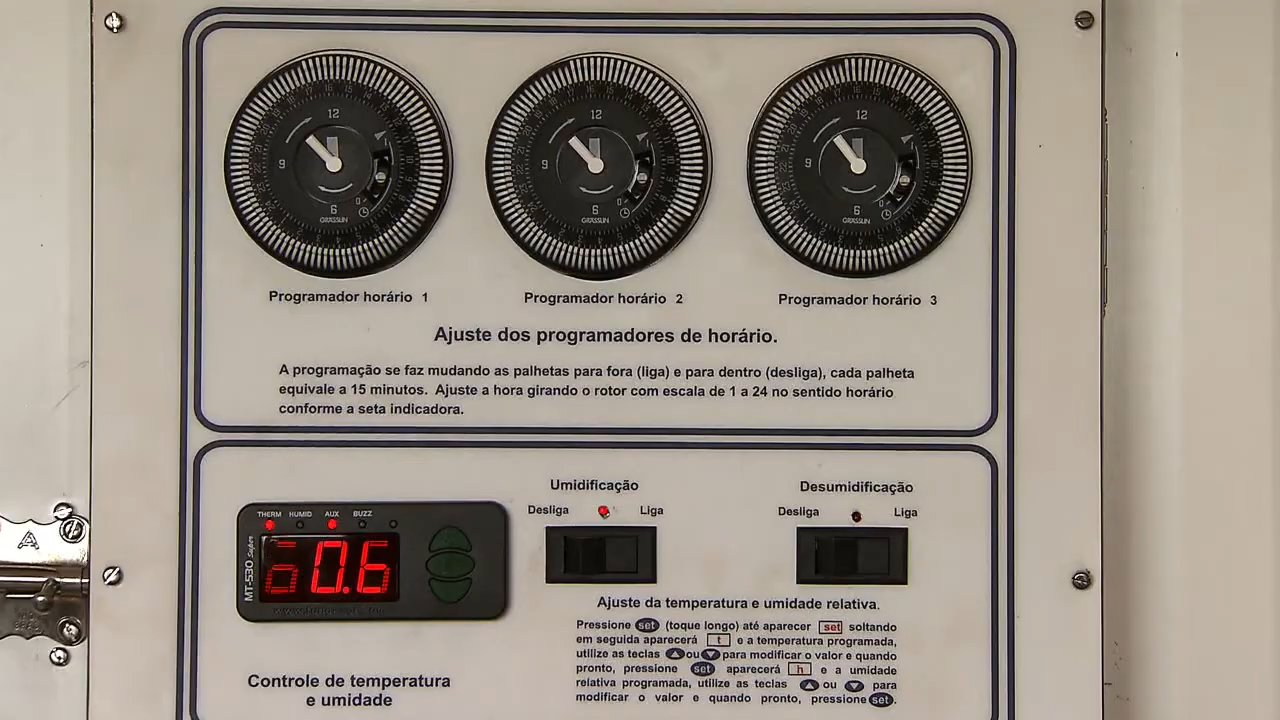 12
9
6
GRÄSSLIN
12
9
6
GRÄSSLIN
12
9
6
GRÄSSLIN
Programador horário 1
Programador horário 2
Programador horário 3
Ajuste dos programadores de horário.
A programação se faz mudando as palhetas para fora (liga) e para dentro (desliga), cada palheta
equivale a 15 minutos. Ajuste a hora girando o rotor com escala de 1 a 24 no sentido horário
conforme a seta indicadora.
Umidificação
Desliga Liga
Desumidificação
Desliga Liga
THERM HUMID AUX BUZZ
MT-530 Super
0.6
A
Controle de temperatura
e umidade
Ajuste da temperatura e umidade relativa.
Pressione set (toque longo) até aparecer set soltando
em seguida aparecerá t e a temperatura programada,
utilize as teclas ou para modificar o valor e quando
pronto, pressione set aparecerá h e a umidade
relativa programada, utilize as teclas ou para
modificar o valor e quando pronto, pressione set.